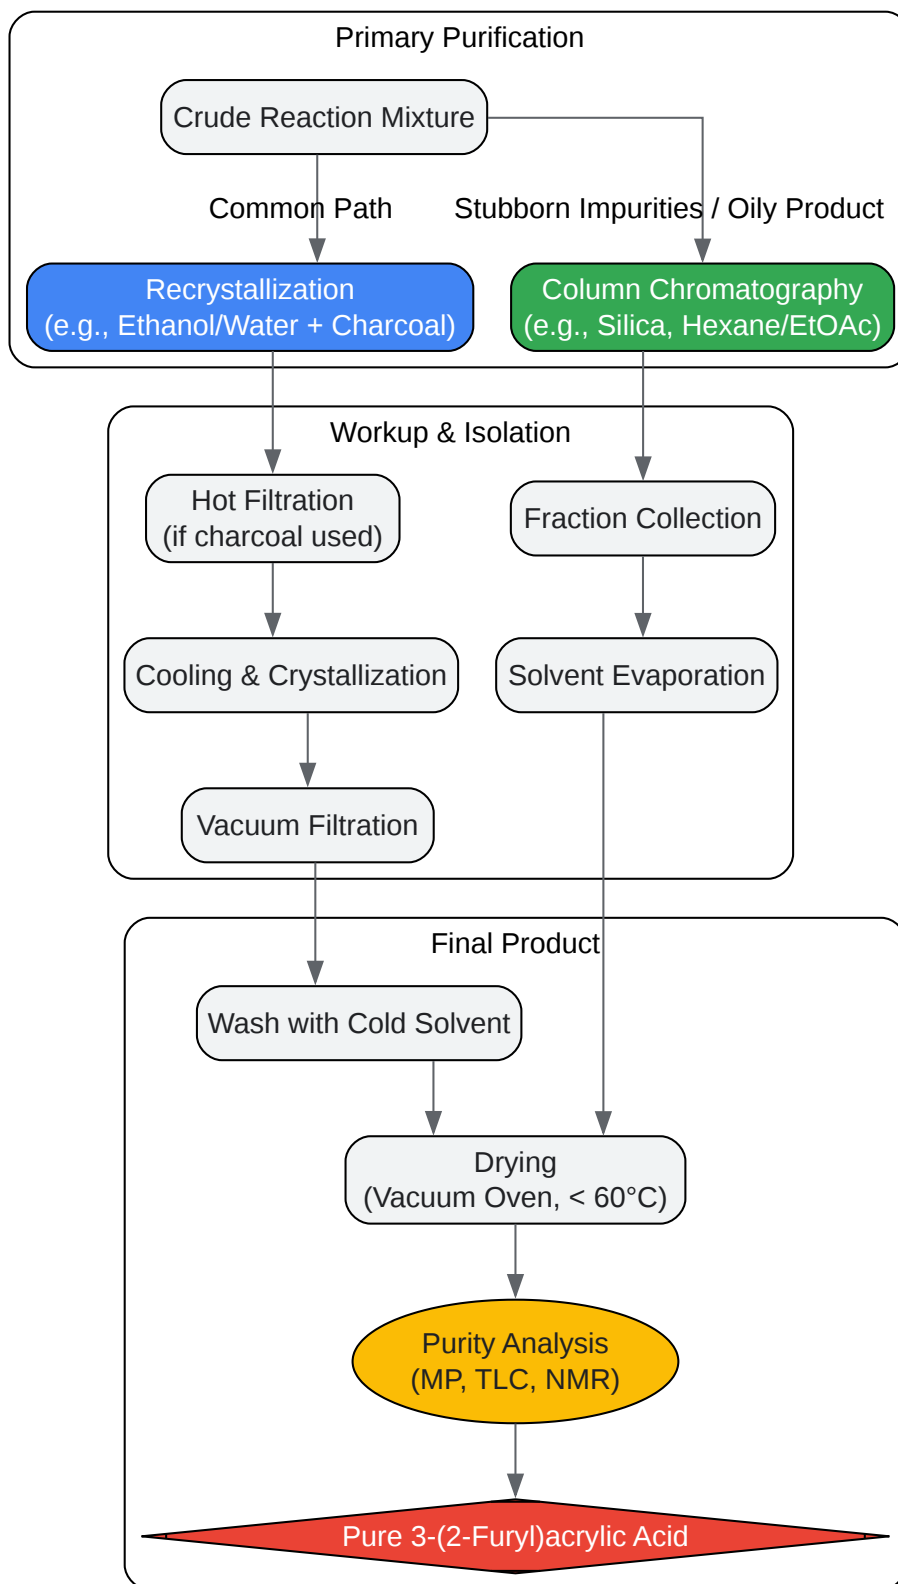 Primary Purification
Crude Reaction Mixture
Common Path
Stubborn Impurities / Oily Product
Recrystallization
(e.g., Ethanol/Water + Charcoal)
Column Chromatography
(e.g., Silica, Hexane/EtOAc)
Workup & Isolation
Hot Filtration
(if charcoal used)
Fraction Collection
Cooling & Crystallization
Solvent Evaporation
Vacuum Filtration
Final Product
Wash with Cold Solvent
Drying
(Vacuum Oven, < 60°C)
Purity Analysis
(MP, TLC, NMR)
Pure 3-(2-Furyl)acrylic Acid